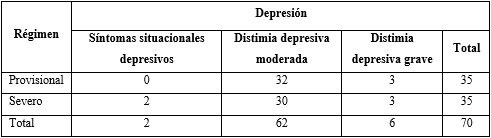 Régimen
Depresión
Síntomas situacionales depresivos
Distimia depresiva moderada
Distimia depresiva grave
Total
Provisional 0 32 3 35
Severo 2 30 3 35
Total 2 62 6 70